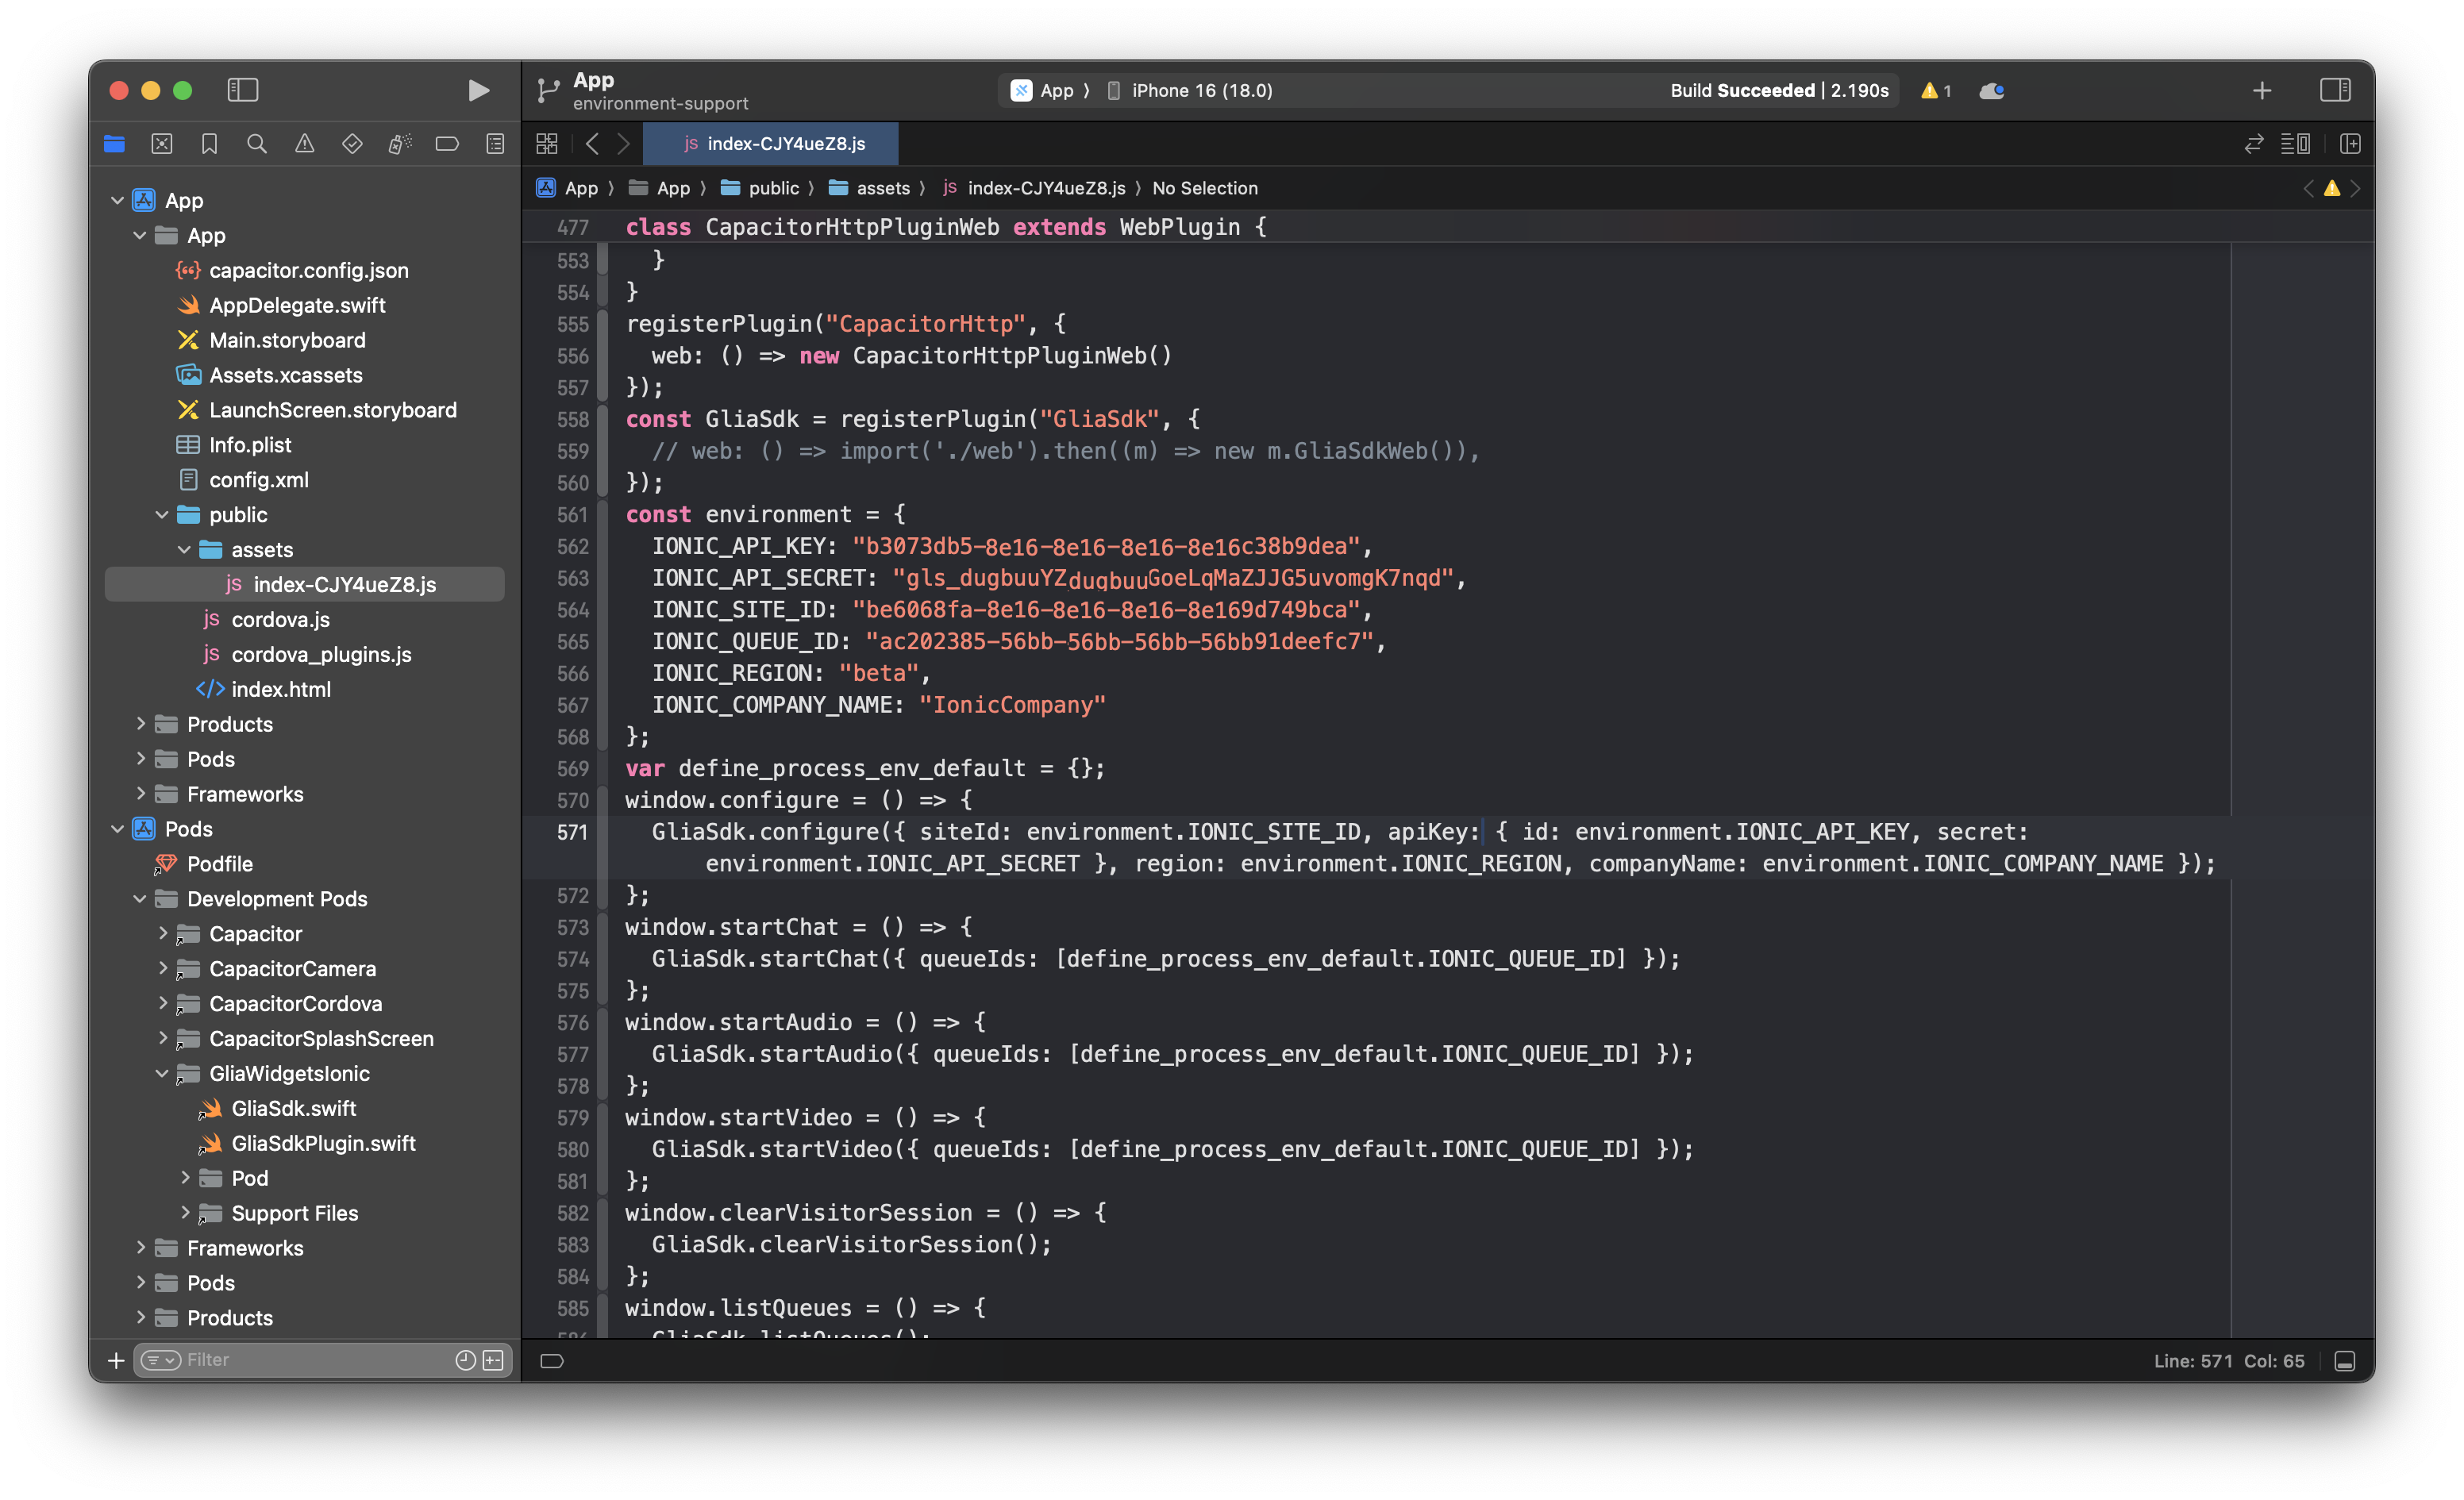 App
environment-support
App 〉 iPhone 16 (18.0)
Build Succeeded | 2.190s
1
js index-CJY4ueZ8.js
App 〉 App 〉 public 〉 assets 〉 js index-CJY4ueZ8.js 〉 No Selection
App
App
capacitor.config.json
AppDelegate.swift
Main.storyboard
Assets.xcassets
LaunchScreen.storyboard
Info.plist
config.xml
public
assets
js index-CJY4ueZ8.js
js cordova.js
js cordova_plugins.js
index.html
Products
Pods
Frameworks
Pods
Podfile
Development Pods
Capacitor
CapacitorCamera
CapacitorCordova
CapacitorSplashScreen
GliaWidgetsIonic
GliaSdk.swift
GliaSdkPlugin.swift
Pod
Support Files
Frameworks
Pods
Products
Filter
477 class CapacitorHttpPluginWeb extends WebPlugin {
553 }
554 }
555 registerPlugin("CapacitorHttp", {
556 web: () => new CapacitorHttpPluginWeb()
557 });
558 const GliaSdk = registerPlugin("GliaSdk", {
559 // web: () => import('./web').then((m) => new m.GliaSdkWeb()),
560 });
561 const environment = {
562 IONIC_API_KEY: "b3073db5-8e16-8e16-8e16-8e16c38b9dea",
563 IONIC_API_SECRET: "gls_dugbuuYZdugbuuGoeLqMaZJJG5uvomgK7nqd",
564 IONIC_SITE_ID: "be6068fa-8e16-8e16-8e16-8e169d749bca",
565 IONIC_QUEUE_ID: "ac202385-56bb-56bb-56bb-56bb91deefc7",
566 IONIC_REGION: "beta",
567 IONIC_COMPANY_NAME: "IonicCompany"
568 };
569 var define_process_env_default = {};
570 window.configure = () => {
571 GliaSdk.configure({ siteId: environment.IONIC_SITE_ID, apiKey: { id: environment.IONIC_API_KEY, secret:
environment.IONIC_API_SECRET }, region: environment.IONIC_REGION, companyName: environment.IONIC_COMPANY_NAME });
572 };
573 window.startChat = () => {
574 GliaSdk.startChat({ queueIds: [define_process_env_default.IONIC_QUEUE_ID] });
575 };
576 window.startAudio = () => {
577 GliaSdk.startAudio({ queueIds: [define_process_env_default.IONIC_QUEUE_ID] });
578 };
579 window.startVideo = () => {
580 GliaSdk.startVideo({ queueIds: [define_process_env_default.IONIC_QUEUE_ID] });
581 };
582 window.clearVisitorSession = () => {
583 GliaSdk.clearVisitorSession();
584 };
585 window.listQueues = () => {
586 GliaSdk.listQueues();
Line: 571 Col: 65